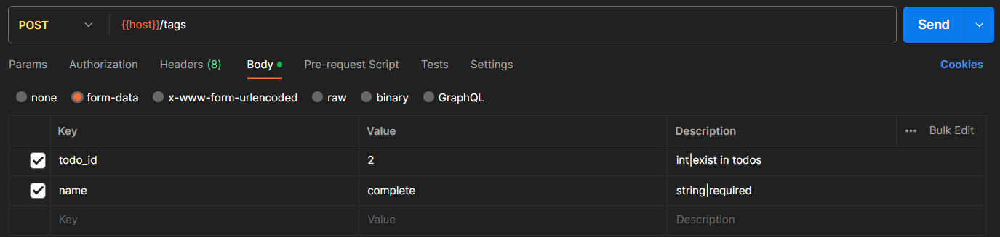 POST {{host}}/tags Send
Params Authorization Headers (8) Body Pre-request Script Tests Settings Cookies
none form-data x-www-form-urlencoded raw binary GraphQL
Key Value Description Bulk Edit
todo_id 2 int|exist in todos
name complete string|required
Key Value Description